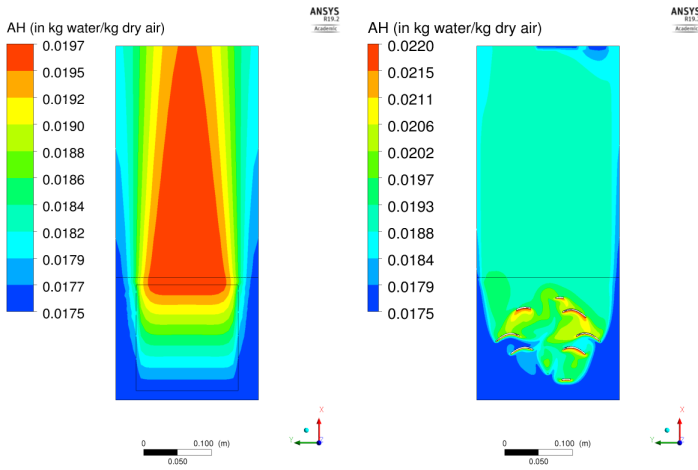 ANSYS
R19.2
Academic
AH (in kg water/kg dry air)
0.0197
0.0195
0.0192
0.0190
0.0188
0.0186
0.0182
0.0179
0.0177
0.0175
X
Y
Z
0 0.100 (m)
0.050
ANSYS
R19.2
Academic
AH (in kg water/kg dry air)
0.0220
0.0215
0.0211
0.0206
0.0202
0.0197
0.0193
0.0188
0.0184
0.0179
0.0175
X
Y
Z
0 0.100 (m)
0.050